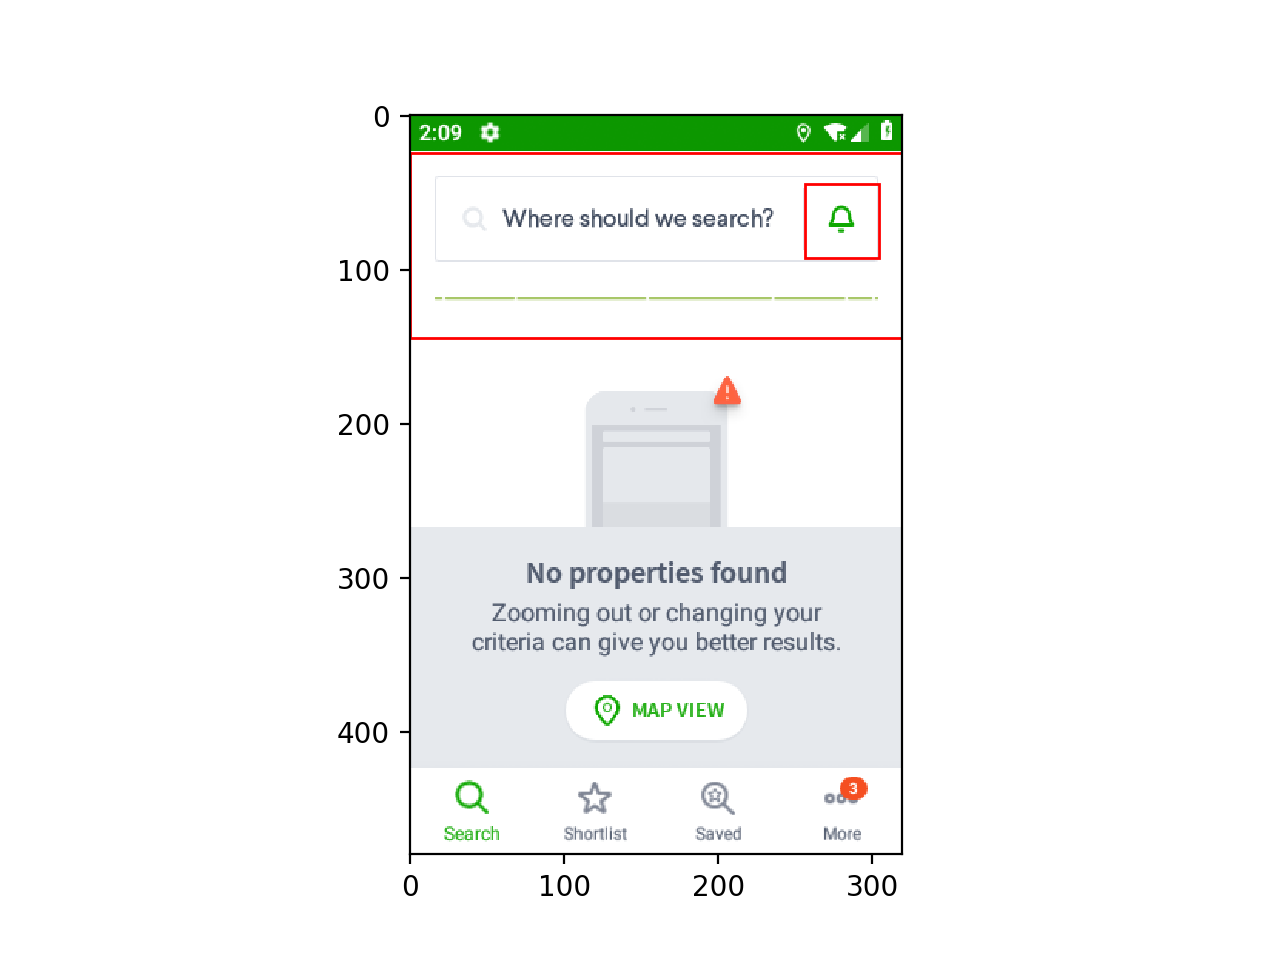 0
2:09
Where should we search?
100
200
No properties found
300
Zooming out or changing your
criteria can give you better results.
MAP VIEW
400
3
Search Shortlist Saved More
0 100 200 300